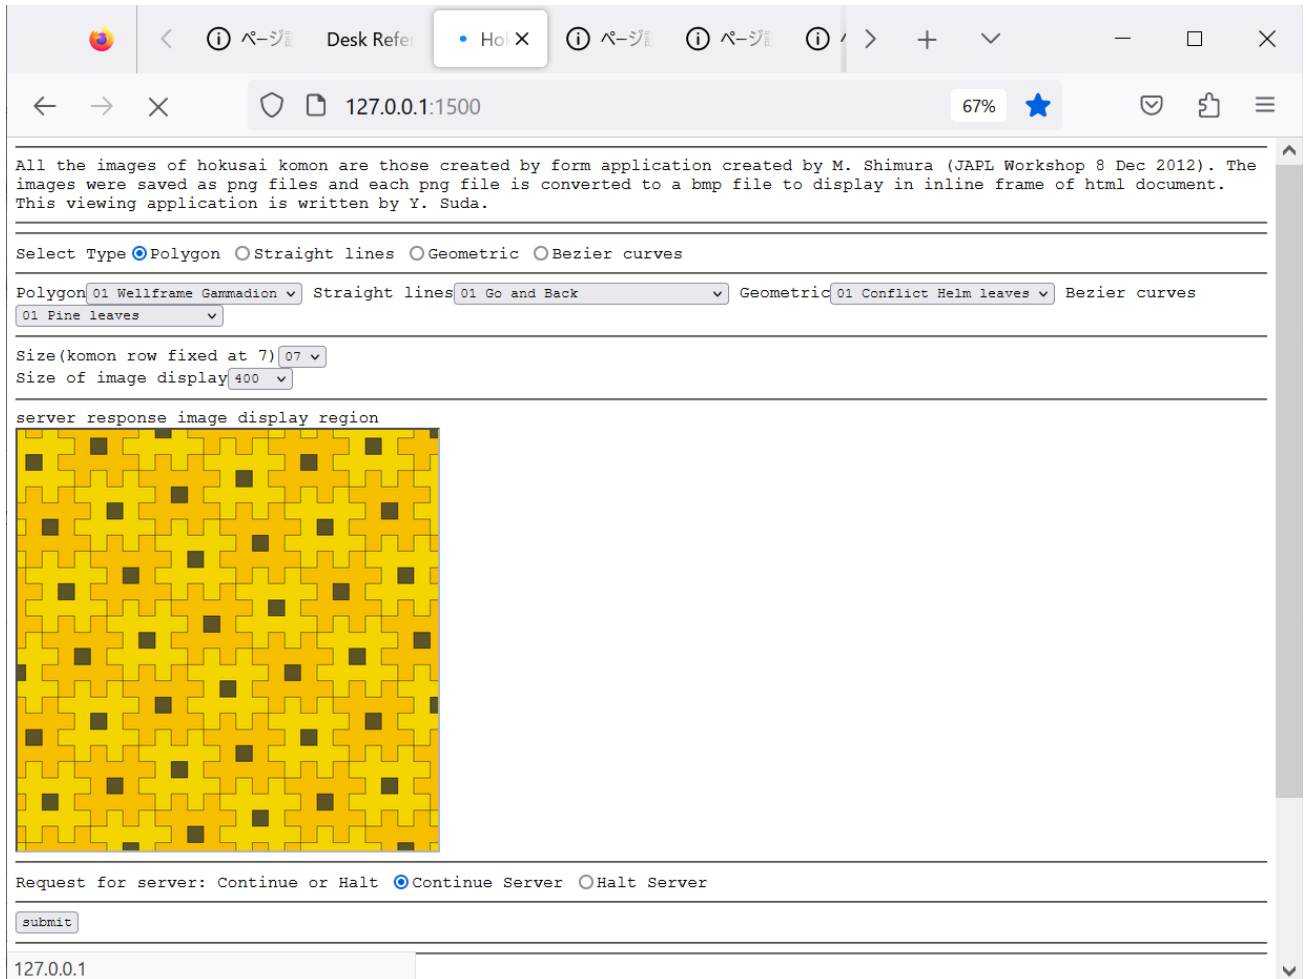 ページ
Desk Refe
Ho
ページ
ページ
127.0.0.1:1500
67%
All the images of hokusai komon are those created by form application created by M. Shimura (JAPL Workshop 8 Dec 2012). The
images were saved as png files and each png file is converted to a bmp file to display in inline frame of html document.
This viewing application is written by Y. Suda.
Select Type Polygon Straight lines Geometric Bezier curves
Polygon 01 Wellframe Gammadion Straight lines 01 Go and Back Geometric 01 Conflict Helm leaves Bezier curves
01 Pine leaves
Size(komon row fixed at 7) 07
Size of image display 400
server response image display region
Request for server: Continue or Halt Continue Server Halt Server
submit
127.0.0.1